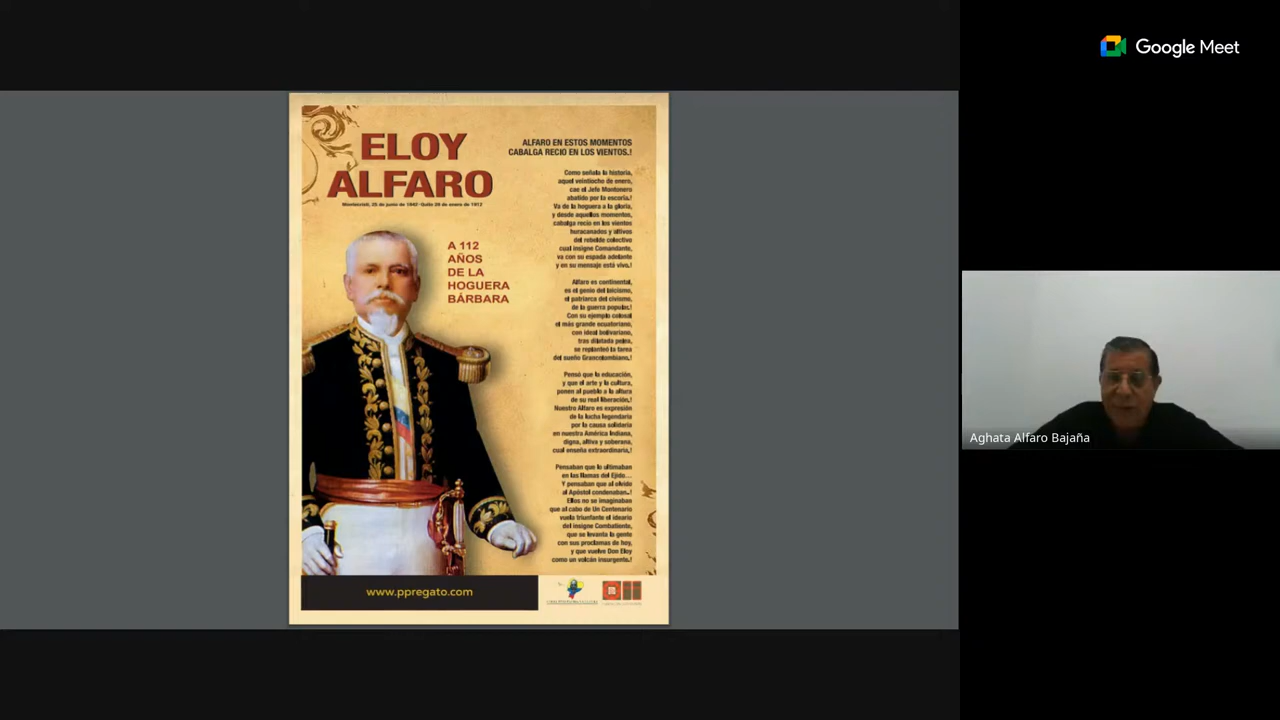 Google Meet
ELOY
ALFARO
Montecristi, 25 de junio de 1842 - Quito 28 de enero de 1912
A 112
AÑOS
DE LA
HOGUERA
BÁRBARA
ALFARO EN ESTOS MOMENTOS
CABALGA RECIO EN LOS VIENTOS.!
Como señala la historia,
aquel veintiocho de enero,
cae el Jefe Montonero
abatido por la escoria.!
Va de la hoguera a la gloria,
y desde aquellos momentos,
cabalga recio en los vientos
huracanados y altivos
del rebelde colectivo
cual insigne Comandante,
va con su espada adelante
y en su mensaje está vivo.!
Alfaro es continental,
es el genio del laicismo,
el patriarca del civismo,
de la guerra popular.!
Con su ejemplo colosal
el más grande ecuatoriano,
con ideal bolivariano,
tras dilatada pelea,
se replanteó la tarea
del sueño Grancolombiano.!
Pensó que la educación,
y que el arte y la cultura,
ponen al pueblo a la altura
de su real liberación.!
Nuestro Alfaro es expresión
de la lucha legendaria
por la causa solidaria
en nuestra América Indiana,
digna, altiva y soberana,
cual enseña extraordinaria,!
Pensaban que lo ultimaban
en las llamas del Ejido...
Y pensaban que al olvido
al Apóstol condenaban..!
Ellos no se imaginaban
que al cabo de Un Centenario
vuela triunfante el ideario
del insigne Combatiente,
que se levanta la gente
con sus proclamas de hoy,
y que vuelve Don Eloy
como un volcán insurgente.!
www.ppregato.com
Aghata Alfaro Bajaña